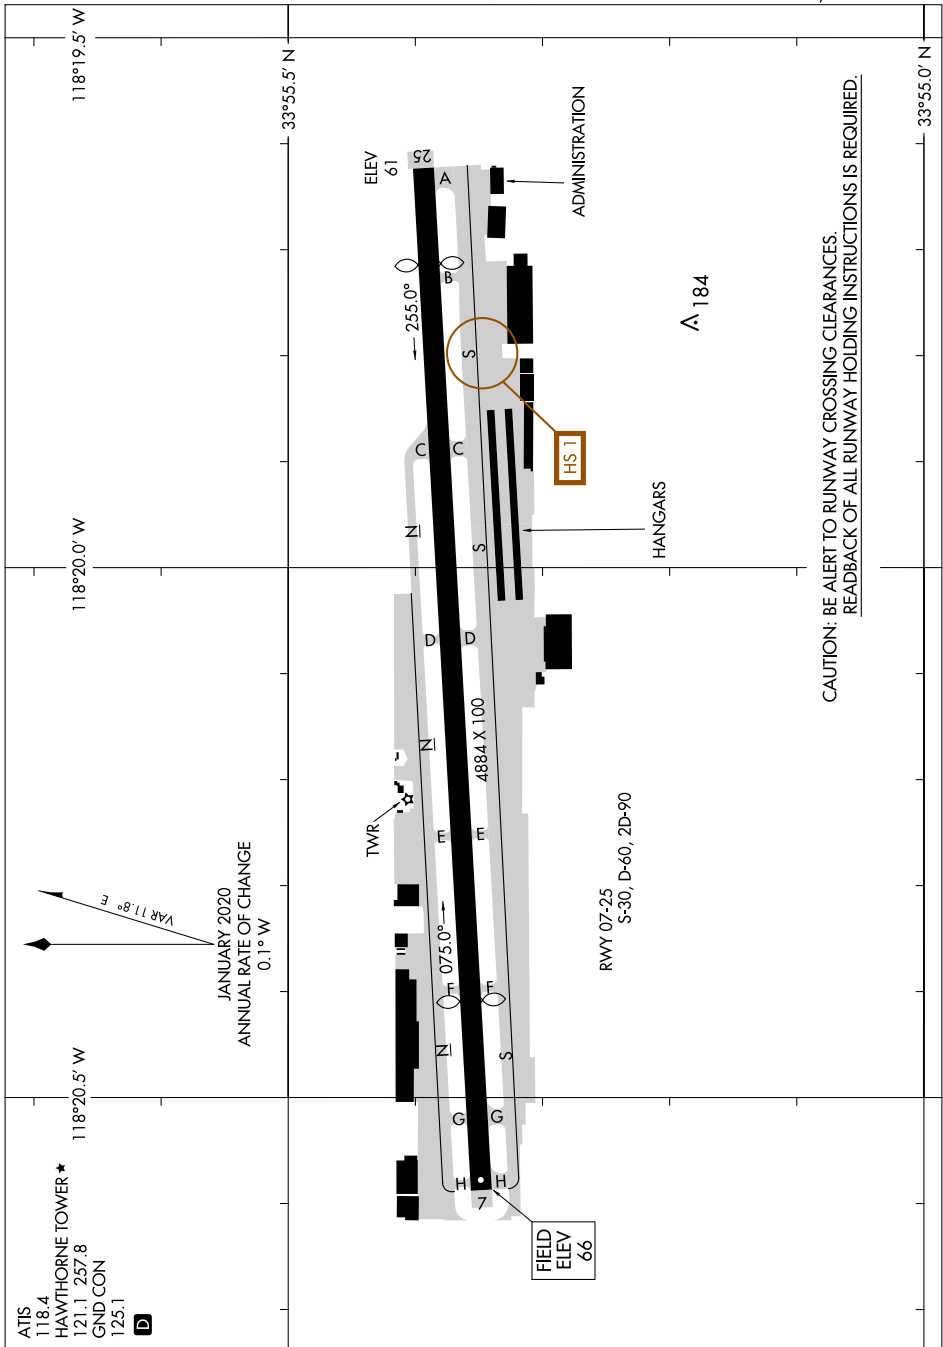 ATIS
118.4
HAWTHORNE TOWER ★
121.1 257.8
GND CON
125.1
D
118°20.5' W
118°20.0' W
118°19.5' W
33°55.5' N
33°55.0' N
VAR 11.8° E
JANUARY 2020
ANNUAL RATE OF CHANGE
0.1° W
TWR
ELEV
61
25
A
B
255.0°
S
HS 1
C
C
N
S
D
D
N
4884 X 100
E
E
075.0°
F
F
N
S
G
G
H
H
7
FIELD
ELEV
66
ADMINISTRATION
HANGARS
184
RWY 07-25
S-30, D-60, 2D-90
CAUTION: BE ALERT TO RUNWAY CROSSING CLEARANCES.
READBACK OF ALL RUNWAY HOLDING INSTRUCTIONS IS REQUIRED.